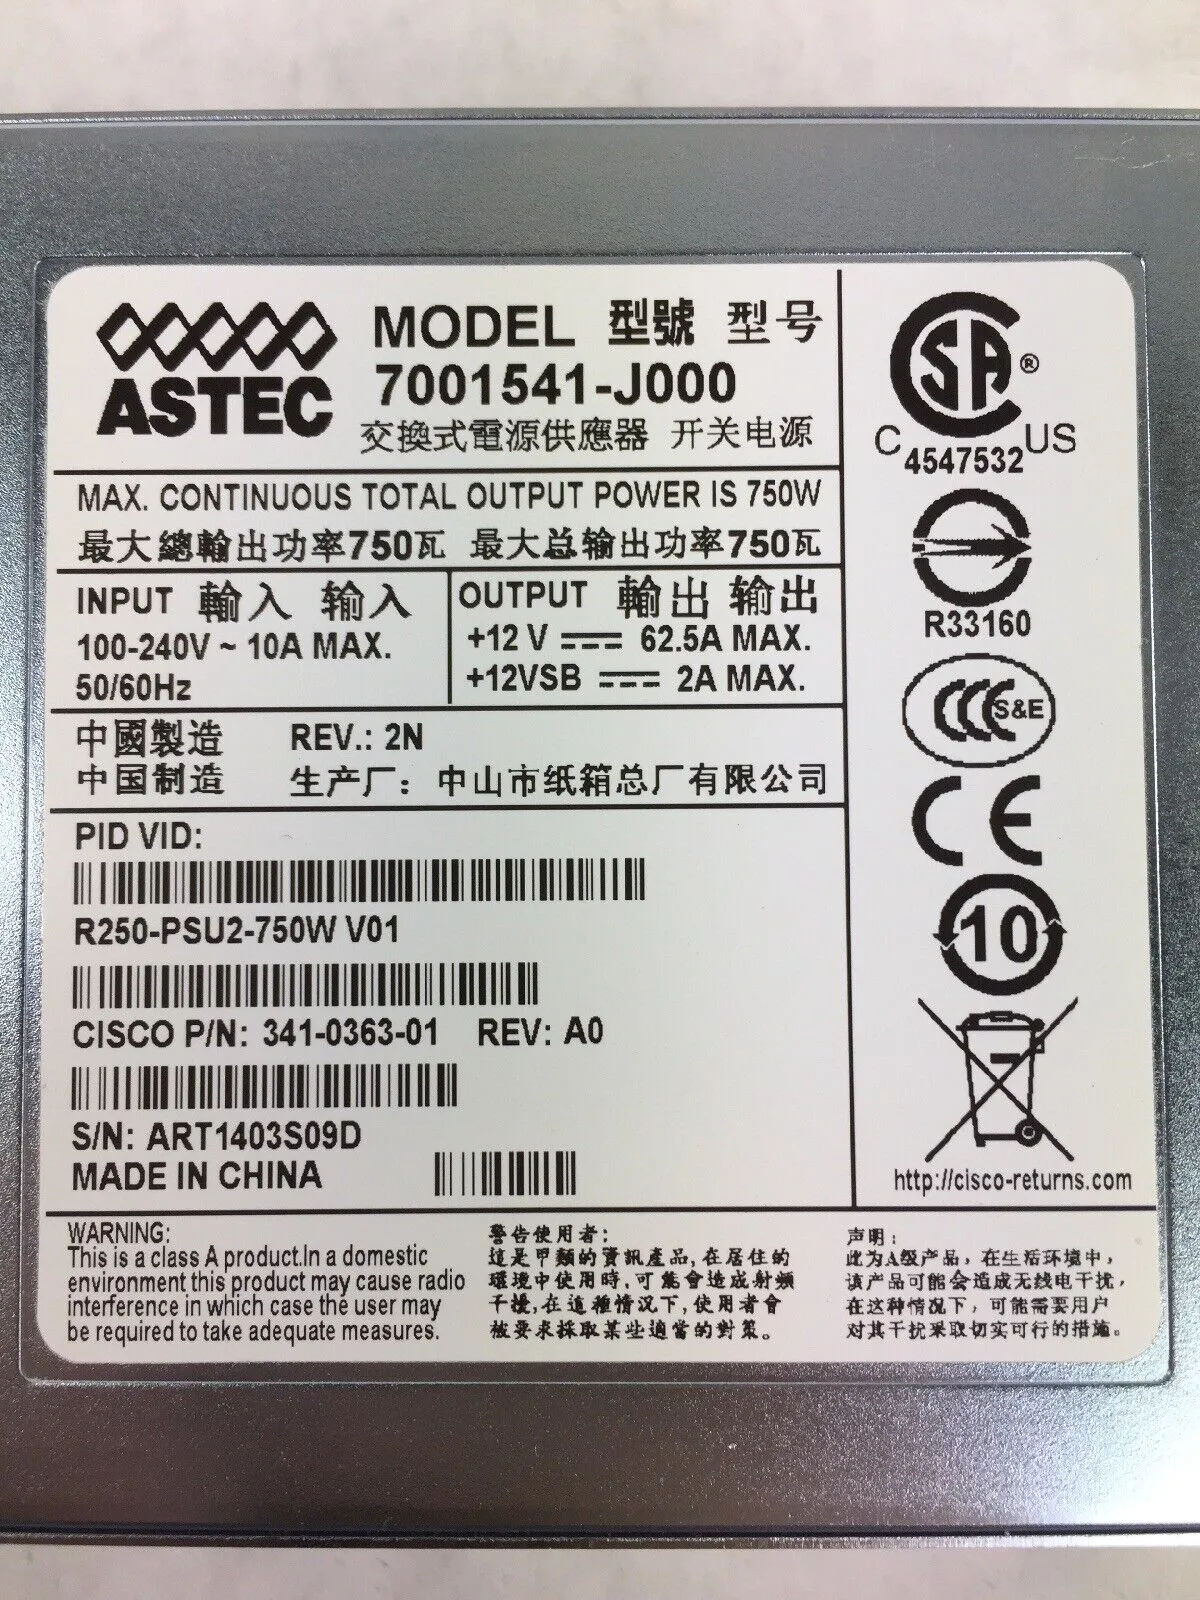 ASTEC
MODEL 型號 型号
7001541-J000
交換式電源供應器 开关电源
MAX. CONTINUOUS TOTAL OUTPUT POWER IS 750W
最大總輸出功率750瓦 最大总输出功率750瓦
INPUT 輸入 输入
100-240V ~ 10A MAX.
50/60Hz
OUTPUT 輸出 输出
+12 V ⎓ 62.5A MAX.
+12VSB ⎓ 2A MAX.
中國製造 REV.: 2N
中国制造 生产厂：中山市纸箱总厂有限公司
PID VID:
R250-PSU2-750W V01
CISCO P/N: 341-0363-01 REV: A0
S/N: ART1403S09D
MADE IN CHINA
CSA®
C US
4547532
R33160
CCC S&E
CE
10
http://cisco-returns.com
WARNING:
This is a class A product.In a domestic
environment this product may cause radio
interference in which case the user may
be required to take adequate measures.
警告使用者:
這是甲類的資訊產品,在居住的
環境中使用時,可能會造成射頻
干擾,在這種情況下,使用者會
被要求採取某些適當的對策。
声明：
此为A级产品，在生活环境中，
该产品可能会造成无线电干扰，
在这种情况下，可能需要用户
对其干扰采取切实可行的措施。